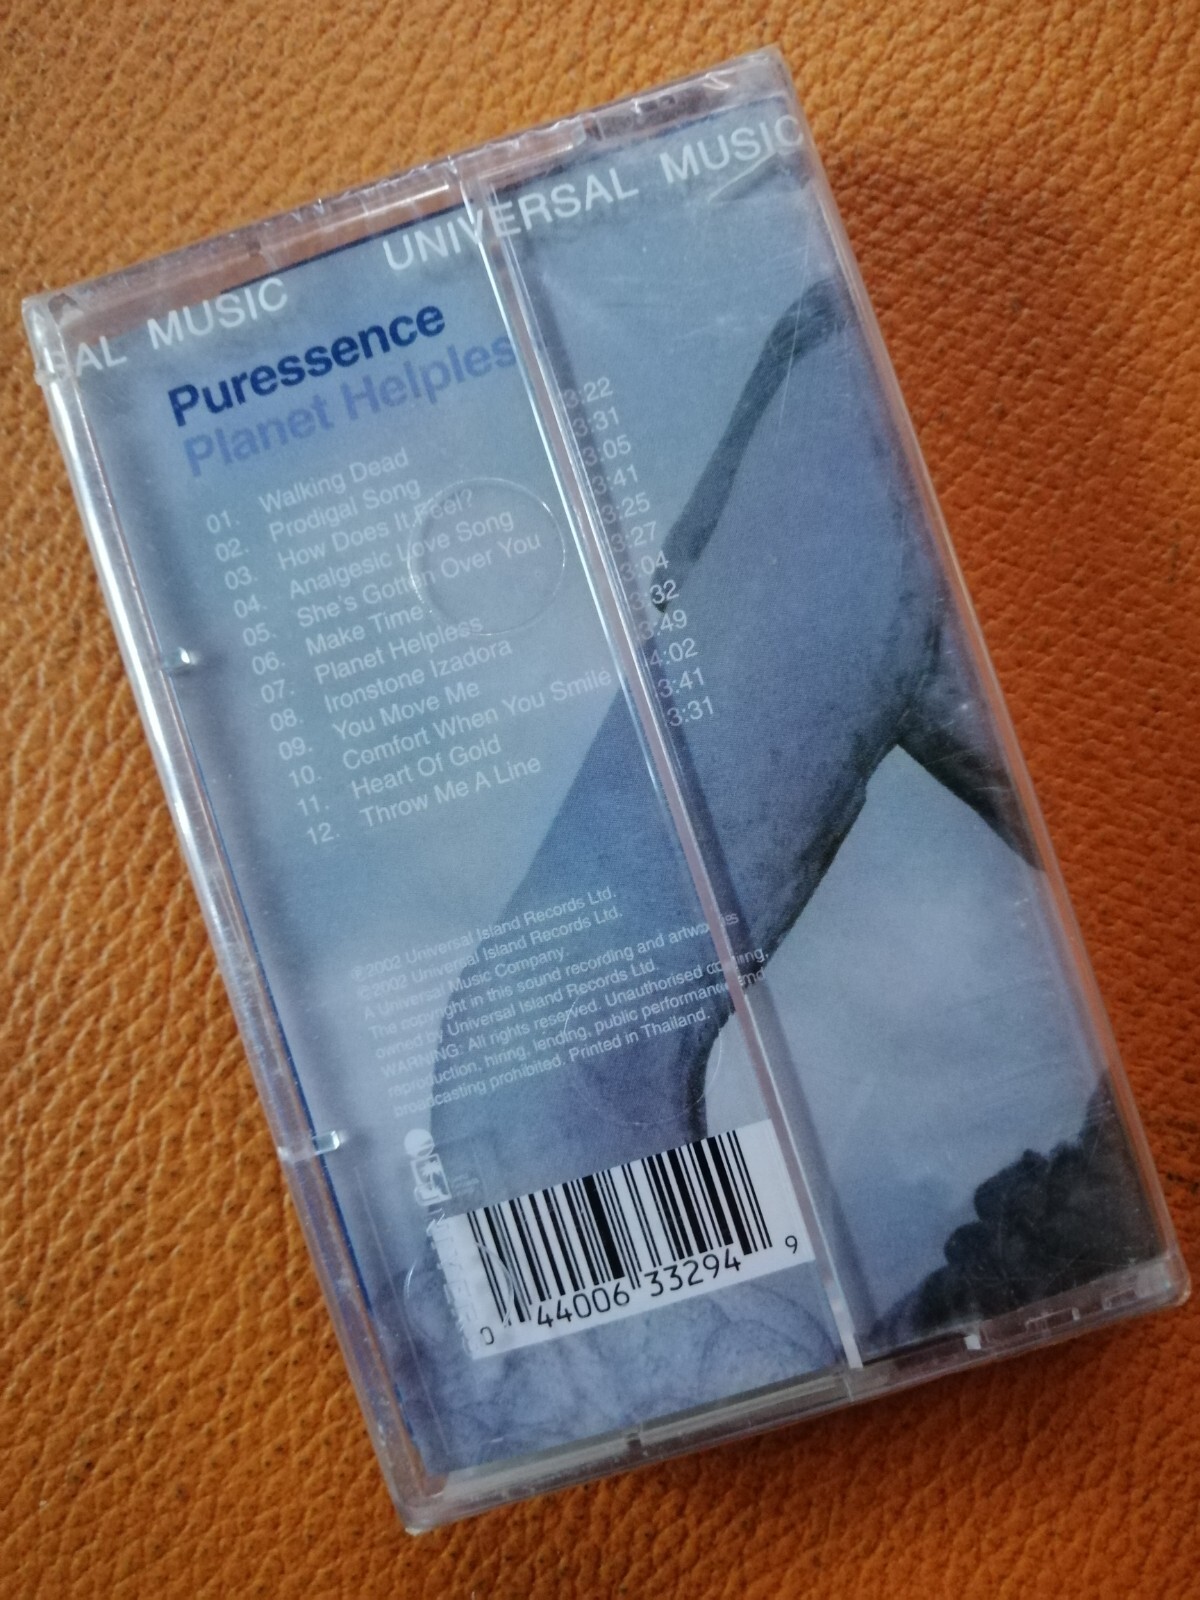 SAL MUSIC UNIVERSAL MUSIC
Puressence
Planet Helples
01. Walking Dead 3:22
02. Prodigal Song 3:31
03. How Does It Feel? 3:05
04. Analgesic Love Song 3:41
05. She's Gotten Over You 3:25
06. Make Time 3:27
07. Planet Helpless 3:04
08. Ironstone Izadora 3:32
09. You Move Me 3:49
10. Comfort When You Smile 4:02
11. Heart Of Gold 3:41
12. Throw Me A Line 3:31
℗2002 Universal Island Records Ltd.
©2002 Universal Island Records Ltd.
A Universal Music Company.
The copyright in this sound recording and artworks
owned by Universal Island Records Ltd.
WARNING: All rights reserved. Unauthorised copying,
reproduction, hiring, lending, public performance and
broadcasting prohibited. Printed in Thailand.
0 44006 33294 9